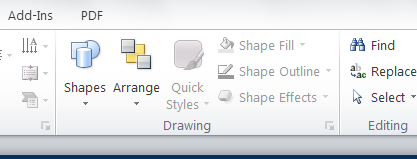 Add-Ins PDF
Shapes
Arrange
Quick
Styles
Shape Fill
Shape Outline
Shape Effects
Drawing
Find
Replace
Select
Editing